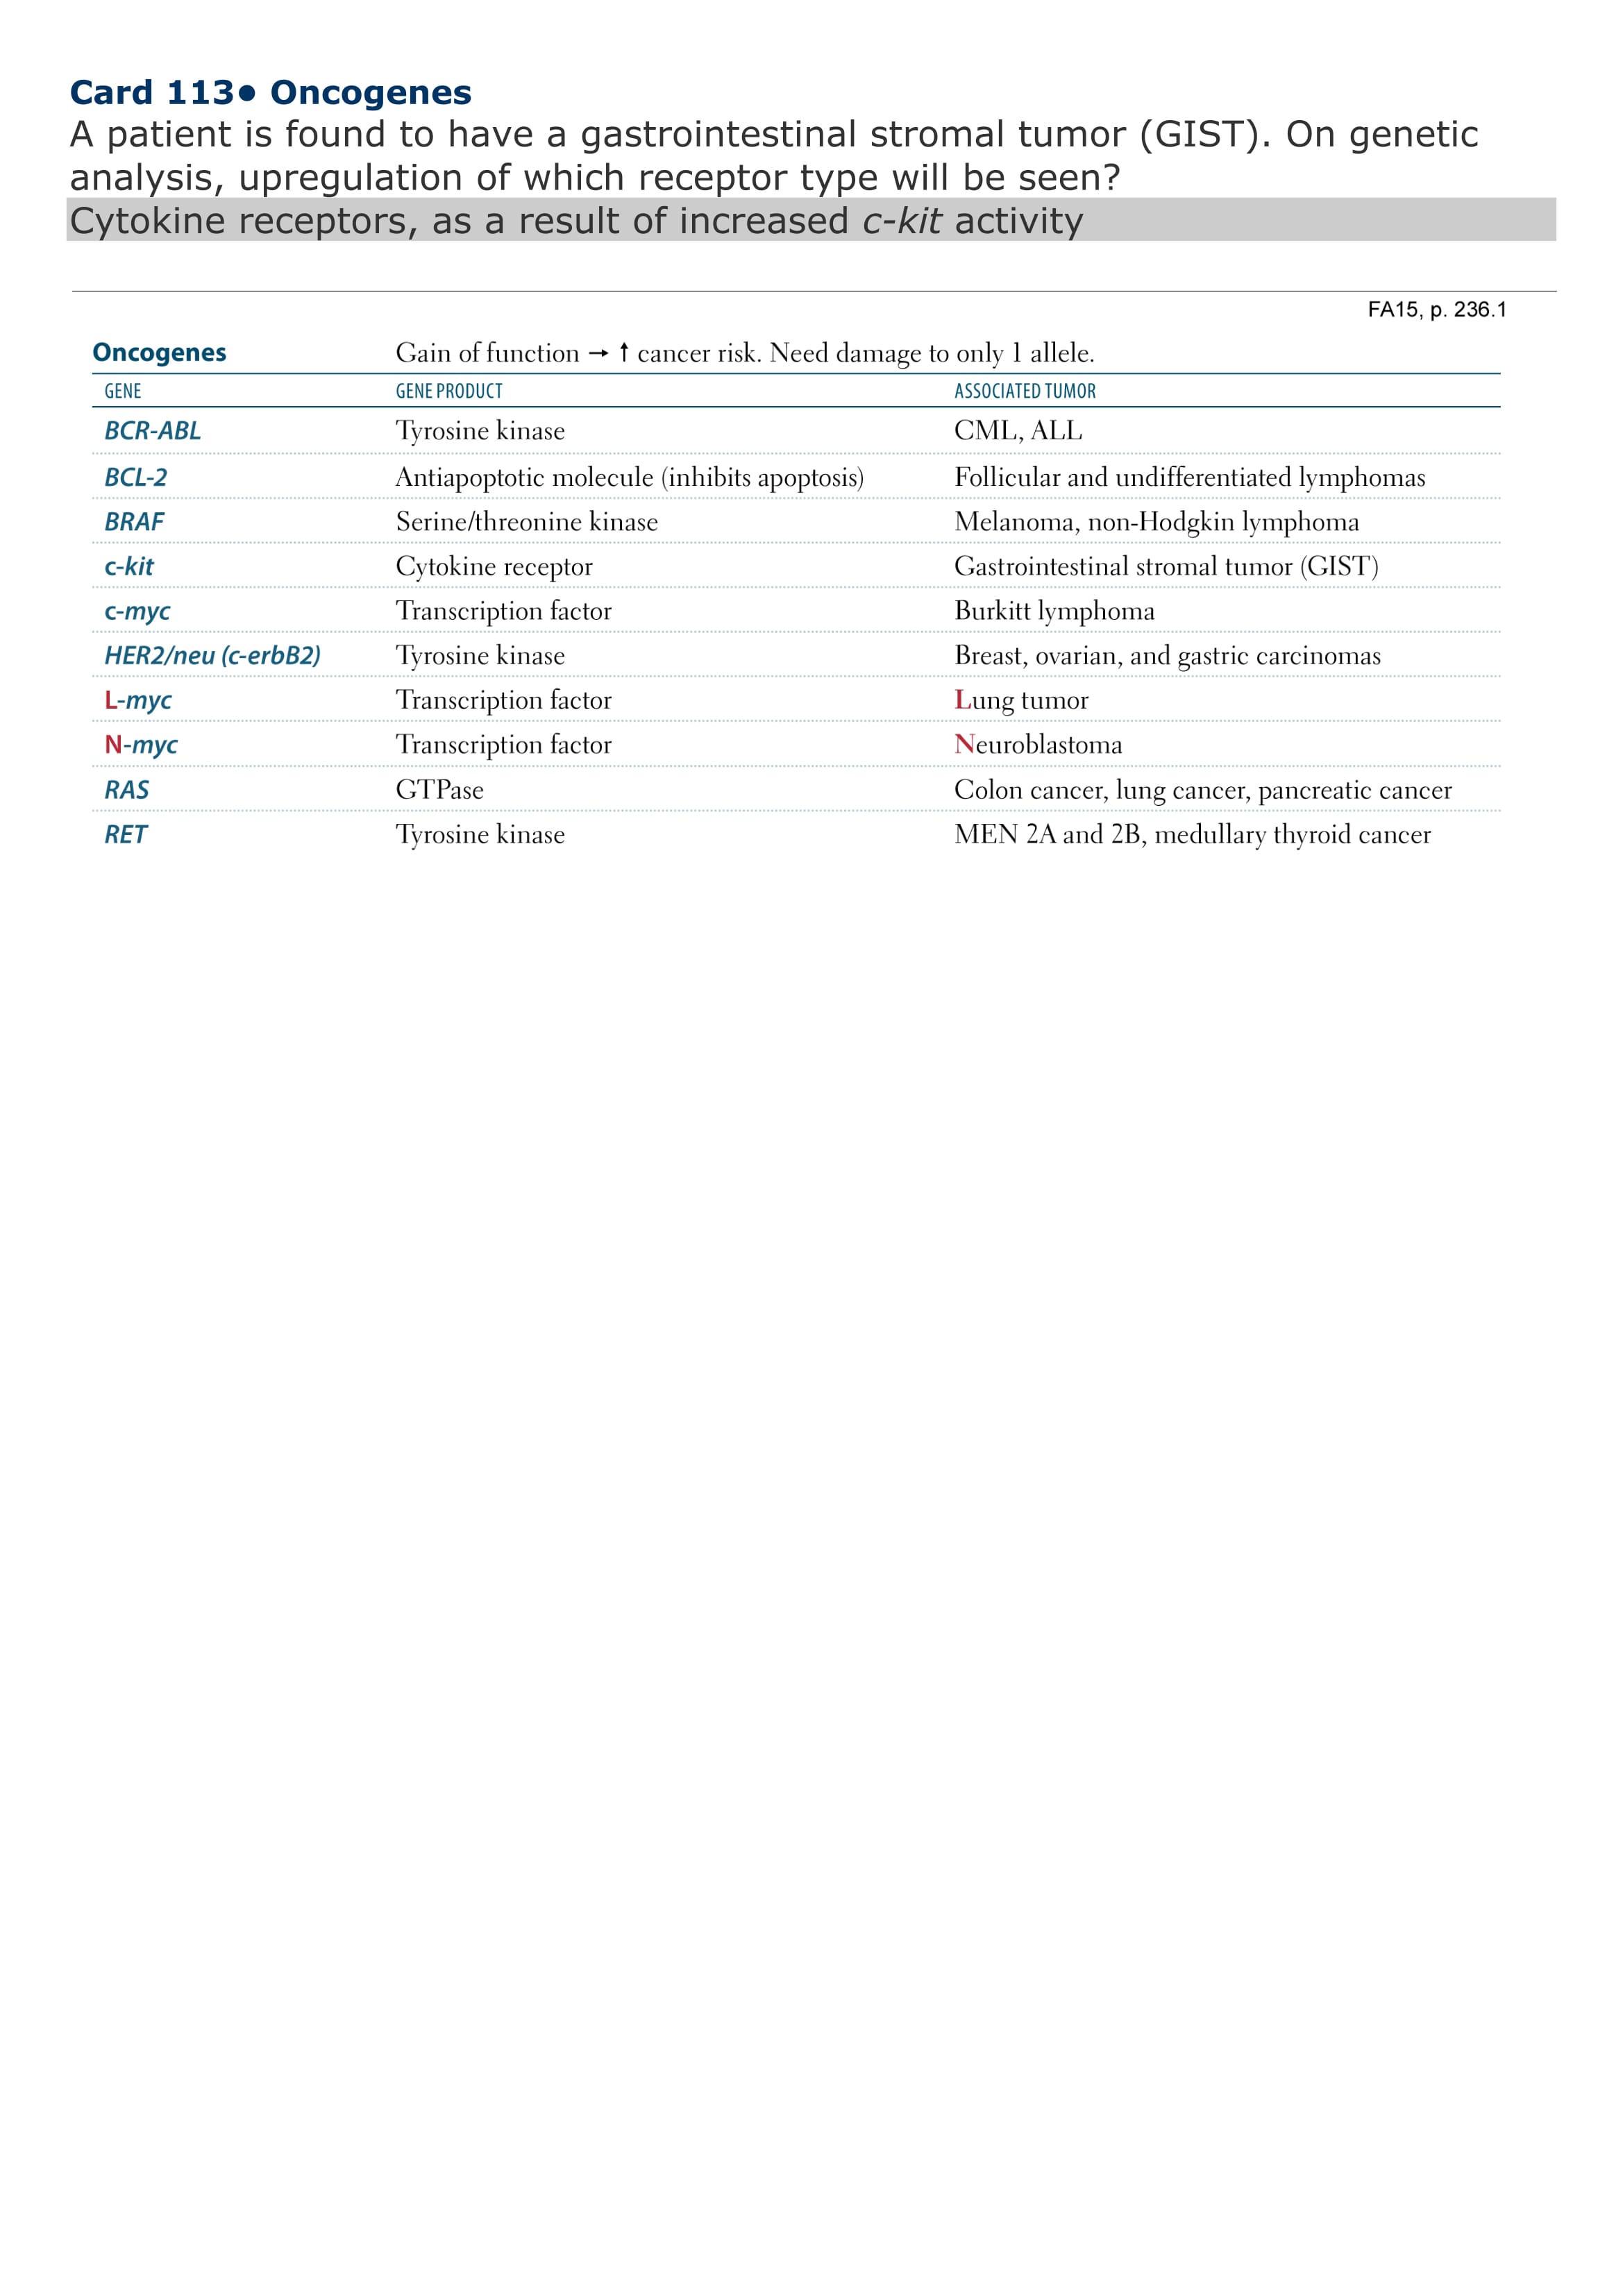 Card 113• Oncogenes
A patient is found to have a gastrointestinal stromal tumor (GIST). On genetic
analysis, upregulation of which receptor type will be seen?
Cytokine receptors, as a result of increased c-kit activity
FA15, p. 236.1
Oncogenes Gain of function → ↑ cancer risk. Need damage to only 1 allele.
GENE GENE PRODUCT ASSOCIATED TUMOR
BCR-ABL Tyrosine kinase CML, ALL
BCL-2 Antiapoptotic molecule (inhibits apoptosis) Follicular and undifferentiated lymphomas
BRAF Serine/threonine kinase Melanoma, non-Hodgkin lymphoma
c-kit Cytokine receptor Gastrointestinal stromal tumor (GIST)
c-myc Transcription factor Burkitt lymphoma
HER2/neu (c-erbB2) Tyrosine kinase Breast, ovarian, and gastric carcinomas
L-myc Transcription factor Lung tumor
N-myc Transcription factor Neuroblastoma
RAS GTPase Colon cancer, lung cancer, pancreatic cancer
RET Tyrosine kinase MEN 2A and 2B, medullary thyroid cancer